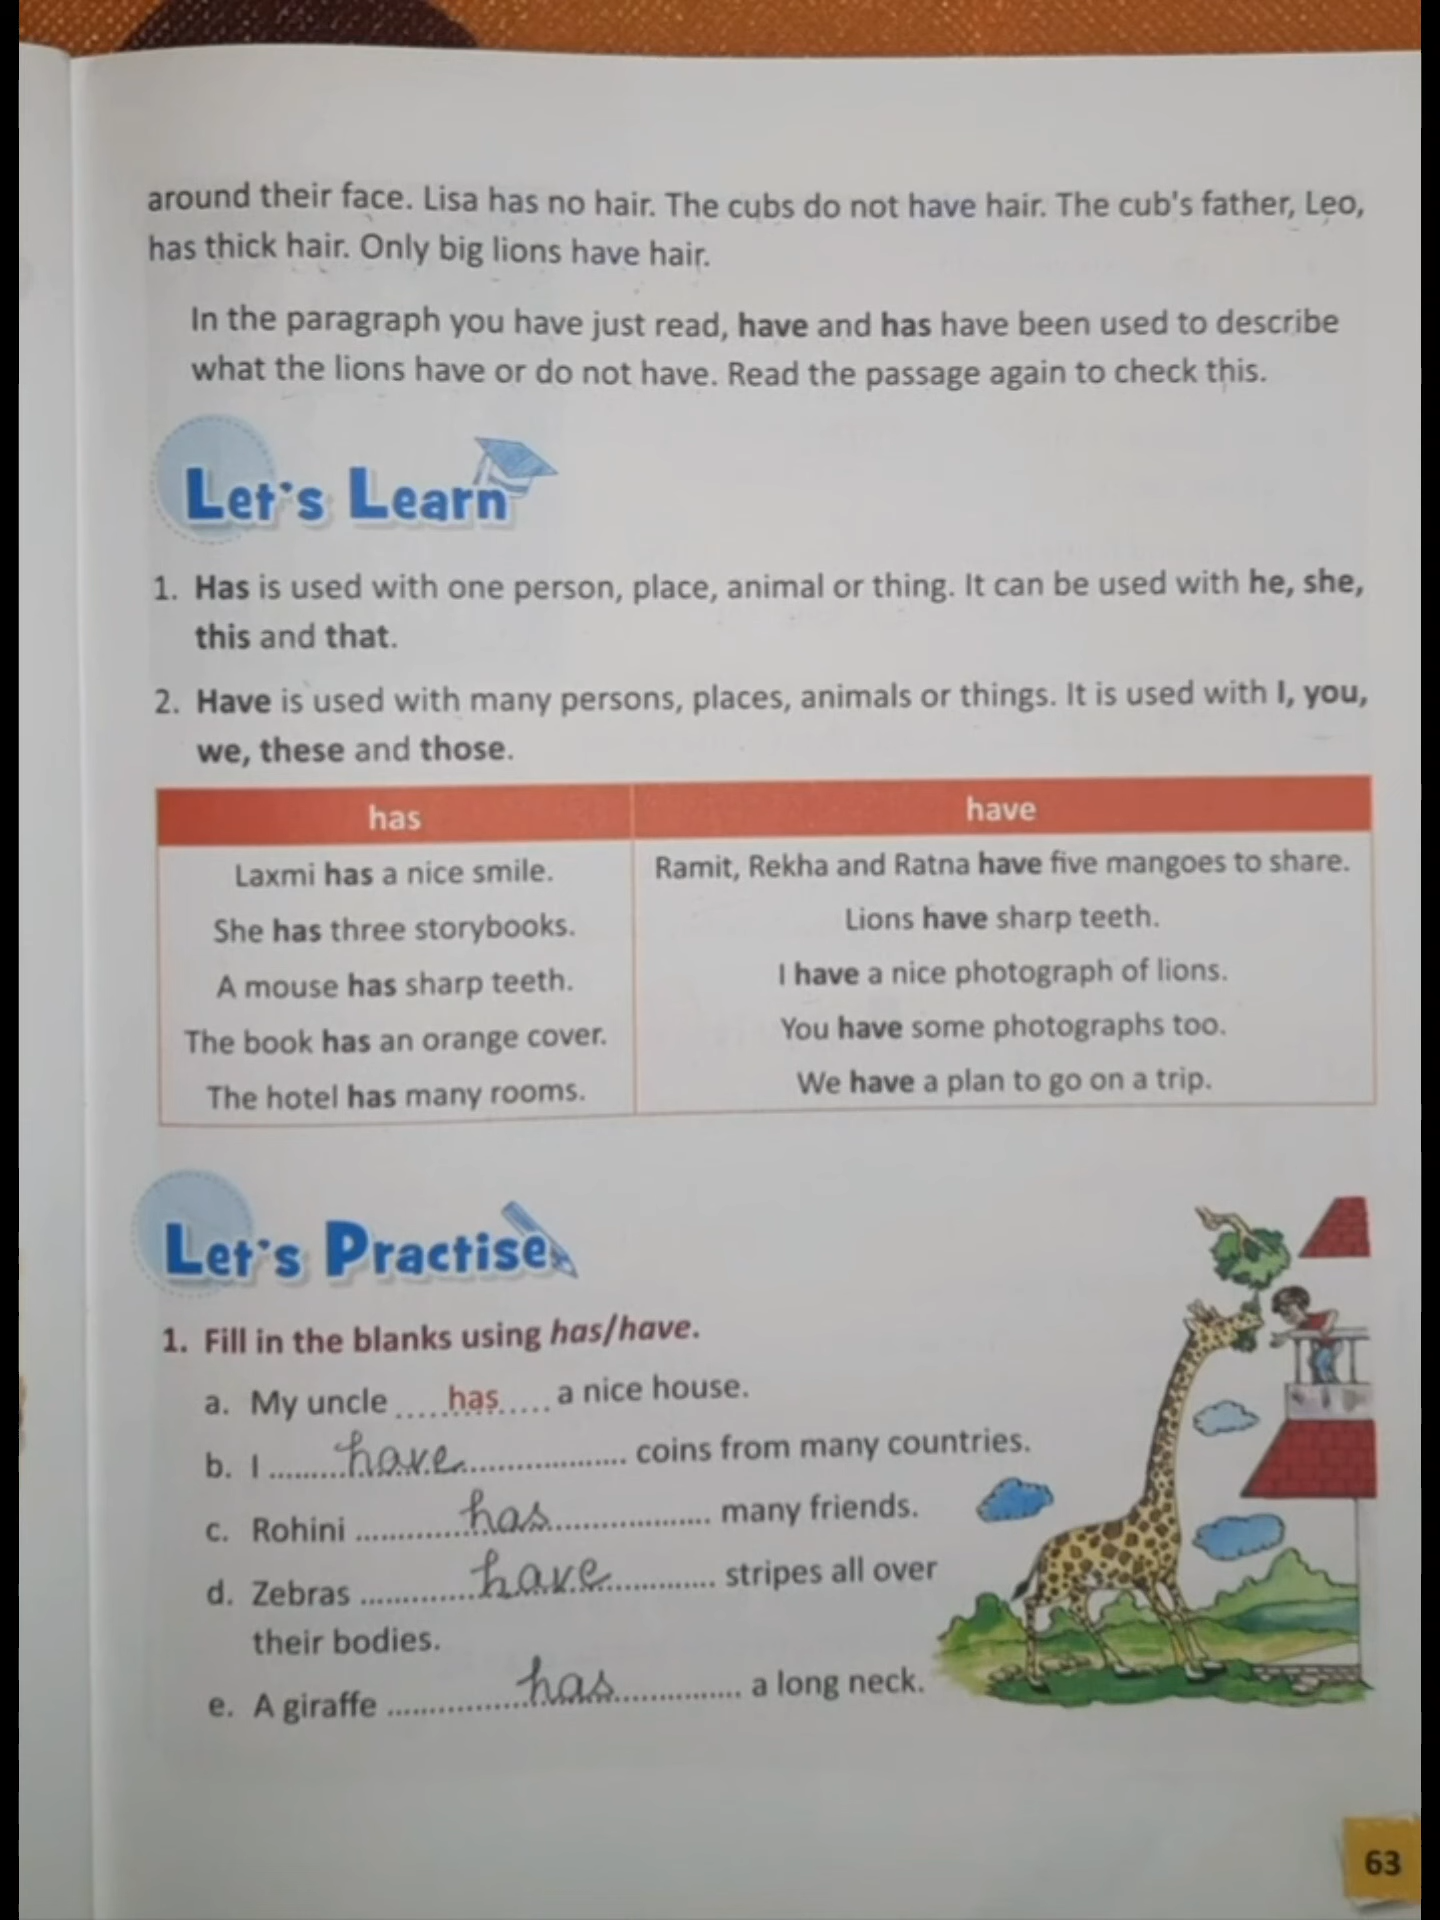 around their face. Lisa has no hair. The cubs do not have hair. The cub's father, Leo,
has thick hair. Only big lions have hair.
In the paragraph you have just read, have and has have been used to describe
what the lions have or do not have. Read the passage again to check this.
Let's Learn
1. Has is used with one person, place, animal or thing. It can be used with he, she,
this and that.
2. Have is used with many persons, places, animals or things. It is used with I, you,
we, these and those.
has have
Laxmi has a nice smile. Ramit, Rekha and Ratna have five mangoes to share.
She has three storybooks. Lions have sharp teeth.
A mouse has sharp teeth. I have a nice photograph of lions.
The book has an orange cover. You have some photographs too.
The hotel has many rooms. We have a plan to go on a trip.
Let's Practise
1. Fill in the blanks using has/have.
a. My uncle ....has..... a nice house.
b. I .........have.................... coins from many countries.
c. Rohini ............has.................... many friends.
d. Zebras ............have............... stripes all over
their bodies.
e. A giraffe ................has............... a long neck.
63